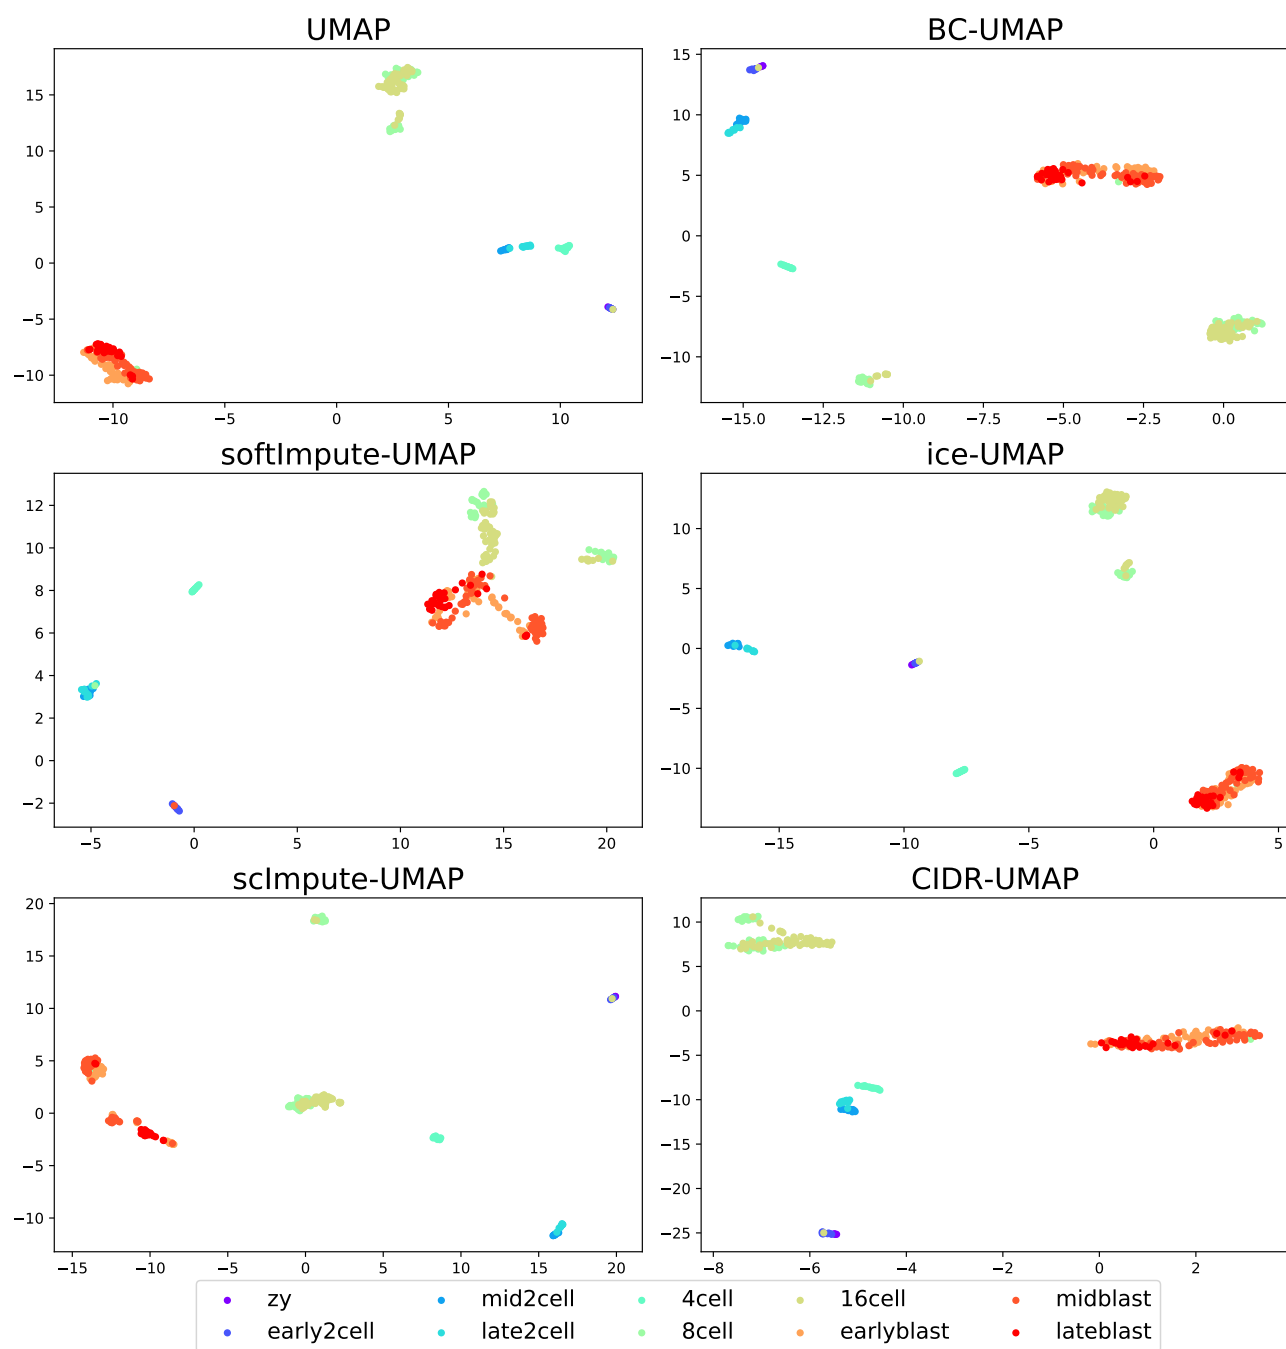 UMAP
15
10
5
0
−5
−10
−10 −5 0 5 10
BC-UMAP
15
10
5
0
−5
−10
−15.0 −12.5 −10.0 −7.5 −5.0 −2.5 0.0
softImpute-UMAP
12
10
8
6
4
2
0
−2
−5 0 5 10 15 20
ice-UMAP
10
5
0
−5
−10
−15 −10 −5 0 5
scImpute-UMAP
20
15
10
5
0
−5
−10
−15 −10 −5 0 5 10 15 20
CIDR-UMAP
10
5
0
−5
−10
−15
−20
−25
−8 −6 −4 −2 0 2
zy mid2cell 4cell 16cell midblast
early2cell late2cell 8cell earlyblast lateblast